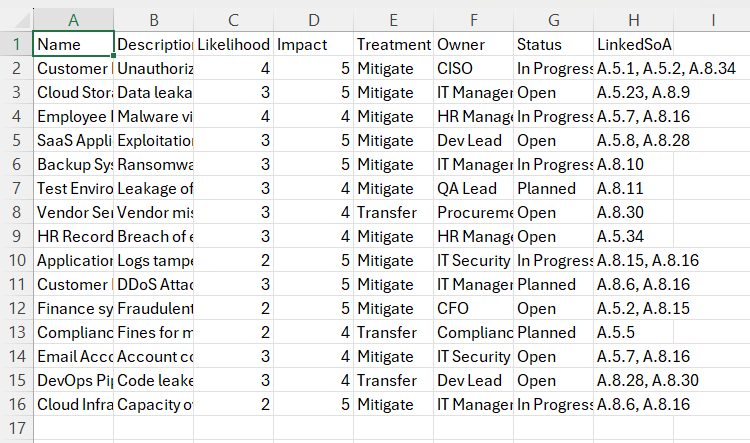 A B C D E F G H I
1 Name Descriptio Likelihood Impact Treatment Owner Status LinkedSoA
2 Customer Unauthoriz 4 5 Mitigate CISO In Progress A.5.1, A.5.2, A.8.34
3 Cloud Stora Data leaka 3 5 Mitigate IT Manager Open A.5.23, A.8.9
4 Employee Malware vi 4 4 Mitigate HR Manage In Progress A.5.7, A.8.16
5 SaaS Appli Exploitatio 3 5 Mitigate Dev Lead Open A.5.8, A.8.28
6 Backup Sys Ransomwa 3 5 Mitigate IT Manager In Progress A.8.10
7 Test Enviro Leakage of 3 4 Mitigate QA Lead Planned A.8.11
8 Vendor Ser Vendor mis 3 4 Transfer Procureme Open A.8.30
9 HR Record Breach of e 3 4 Mitigate HR Manage Open A.5.34
10 Application Logs tampe 2 5 Mitigate IT Security In Progress A.8.15, A.8.16
11 Customer DDoS Attac 3 5 Mitigate IT Manager Planned A.8.6, A.8.16
12 Finance sy Fraudulent 2 5 Mitigate CFO Open A.5.2, A.8.15
13 Complianc Fines for m 2 4 Transfer Complianc Planned A.5.5
14 Email Acco Account co 3 4 Mitigate IT Security Open A.5.7, A.8.16
15 DevOps Pi Code leake 3 4 Transfer Dev Lead Open A.8.28, A.8.30
16 Cloud Infra Capacity o 2 5 Mitigate IT Manager In Progress A.8.6, A.8.16
17